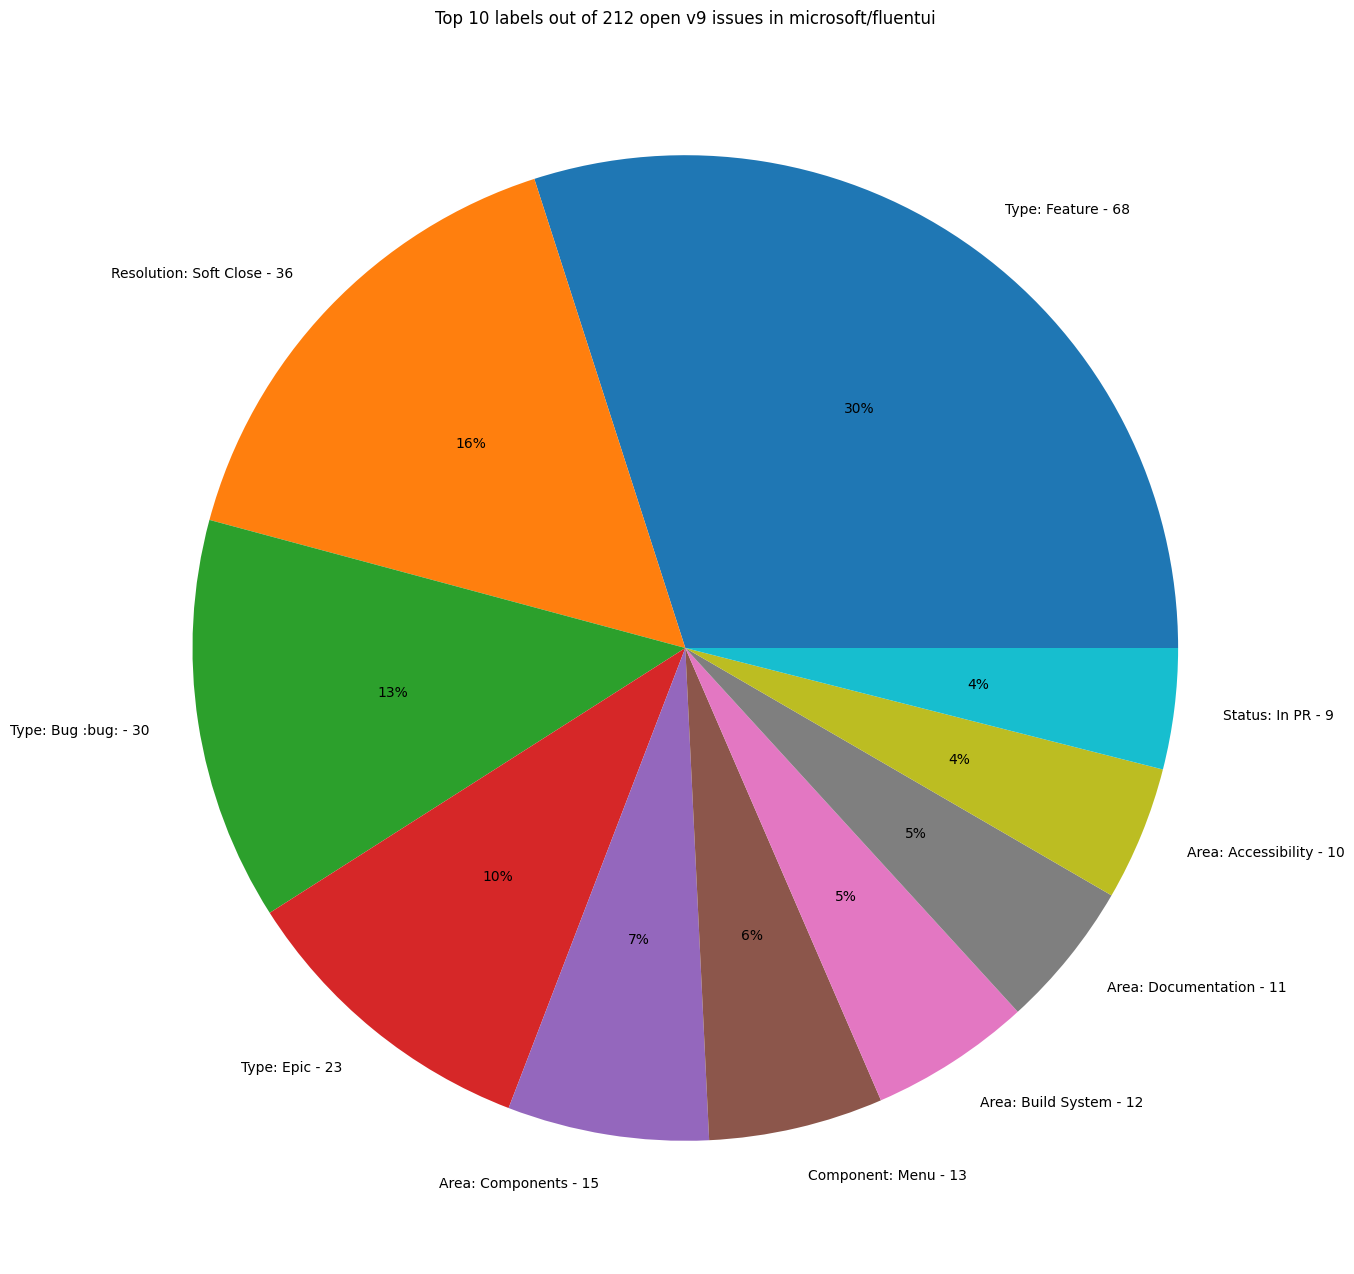 Top 10 labels out of 212 open v9 issues in microsoft/fluentui
Type: Feature - 68
30%
Resolution: Soft Close - 36
16%
Type: Bug :bug: - 30
13%
Type: Epic - 23
10%
Area: Components - 15
7%
Component: Menu - 13
6%
Area: Build System - 12
5%
Area: Documentation - 11
5%
Area: Accessibility - 10
4%
Status: In PR - 9
4%